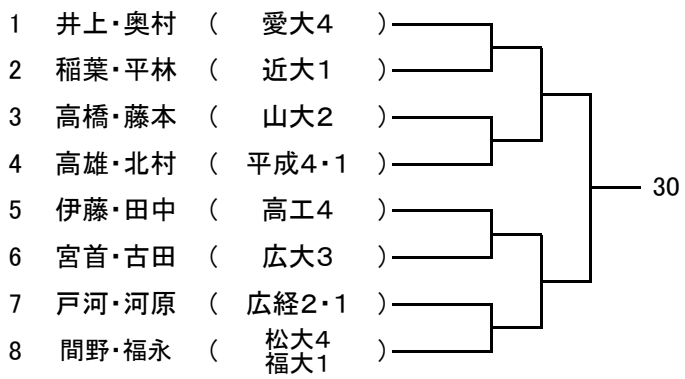 1 井上・奥村 ( 愛大4 )
2 稲葉・平林 ( 近大1 )
3 高橋・藤本 ( 山大2 )
4 高雄・北村 ( 平成4・1 )
30
5 伊藤・田中 ( 高工4 )
6 宮首・古田 ( 広大3 )
7 戸河・河原 ( 広経2・1 )
8 間野・福永 ( 松大4
福大1 )